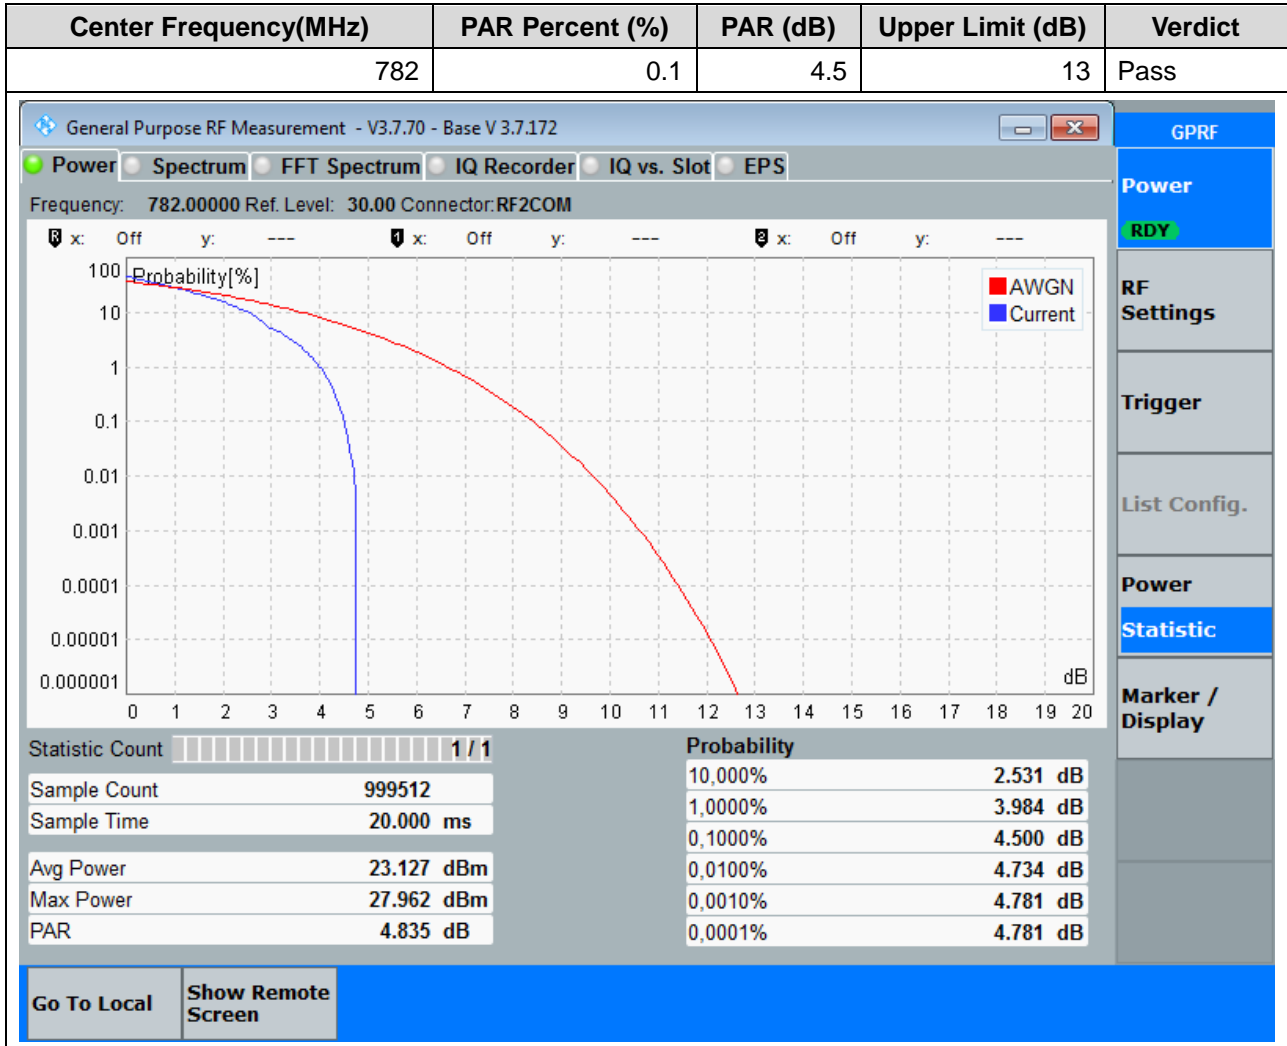 Center Frequency(MHz) PAR Percent (%) PAR (dB) Upper Limit (dB) Verdict
782 0.1 4.5 13 Pass
General Purpose RF Measurement - V3.7.70 - Base V 3.7.172
GPRF
Power Spectrum FFT Spectrum IQ Recorder IQ vs. Slot EPS
Frequency: 782.00000 Ref. Level: 30.00 Connector:RF2COM
R x: Off y: --- 1 x: Off y: --- 2 x: Off y: ---
Probability[%]
AWGN
Current
100
10
1
0.1
0.01
0.001
0.0001
0.00001
0.000001
dB
0 1 2 3 4 5 6 7 8 9 10 11 12 13 14 15 16 17 18 19 20
Statistic Count 1 / 1
Sample Count 999512
Sample Time 20.000 ms
Avg Power 23.127 dBm
Max Power 27.962 dBm
PAR 4.835 dB
Probability
10,000% 2.531 dB
1,0000% 3.984 dB
0,1000% 4.500 dB
0,0100% 4.734 dB
0,0010% 4.781 dB
0,0001% 4.781 dB
Power
RDY
RF
Settings
Trigger
List Config.
Power
Statistic
Marker /
Display
Go To Local
Show Remote
Screen